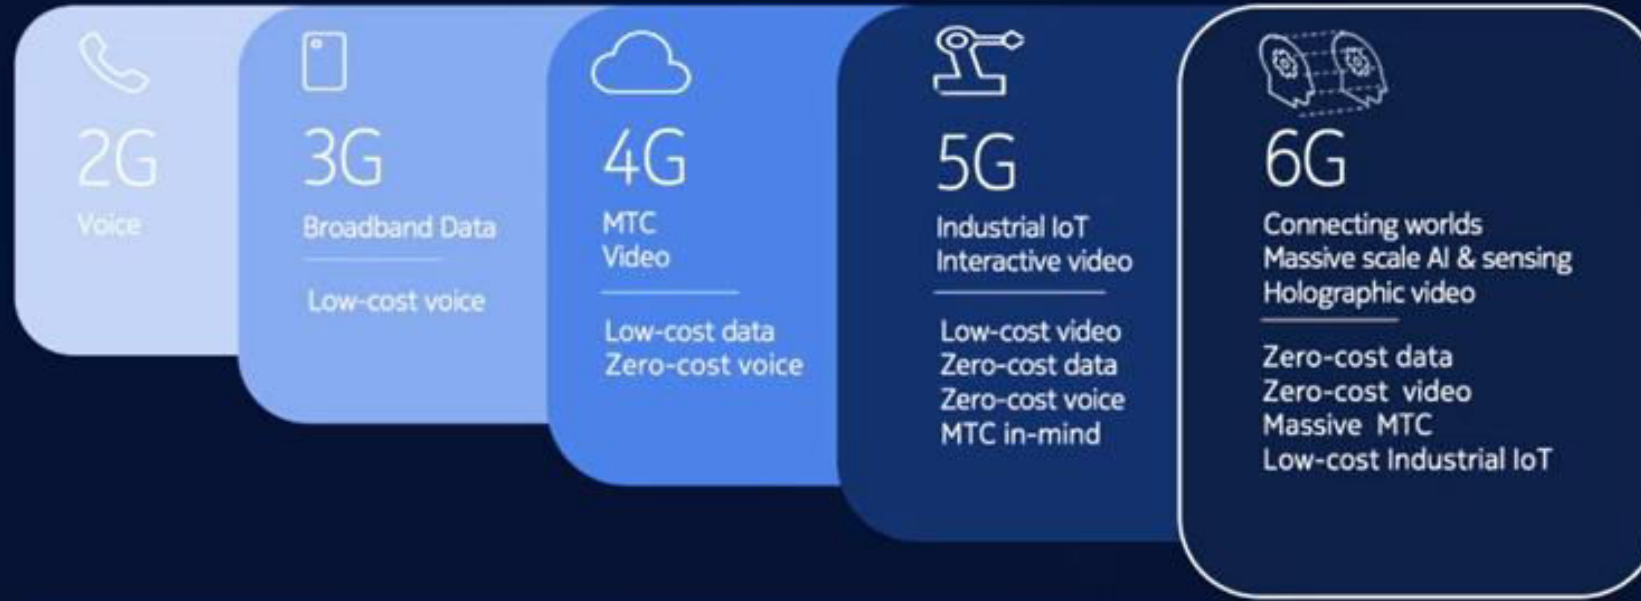 2G
Voice
3G
Broadband Data
Low-cost voice
4G
MTC
Video
Low-cost data
Zero-cost voice
5G
Industrial IoT
Interactive video
Low-cost video
Zero-cost data
Zero-cost voice
MTC in-mind
6G
Connecting worlds
Massive scale AI & sensing
Holographic video
Zero-cost data
Zero-cost video
Massive MTC
Low-cost Industrial IoT